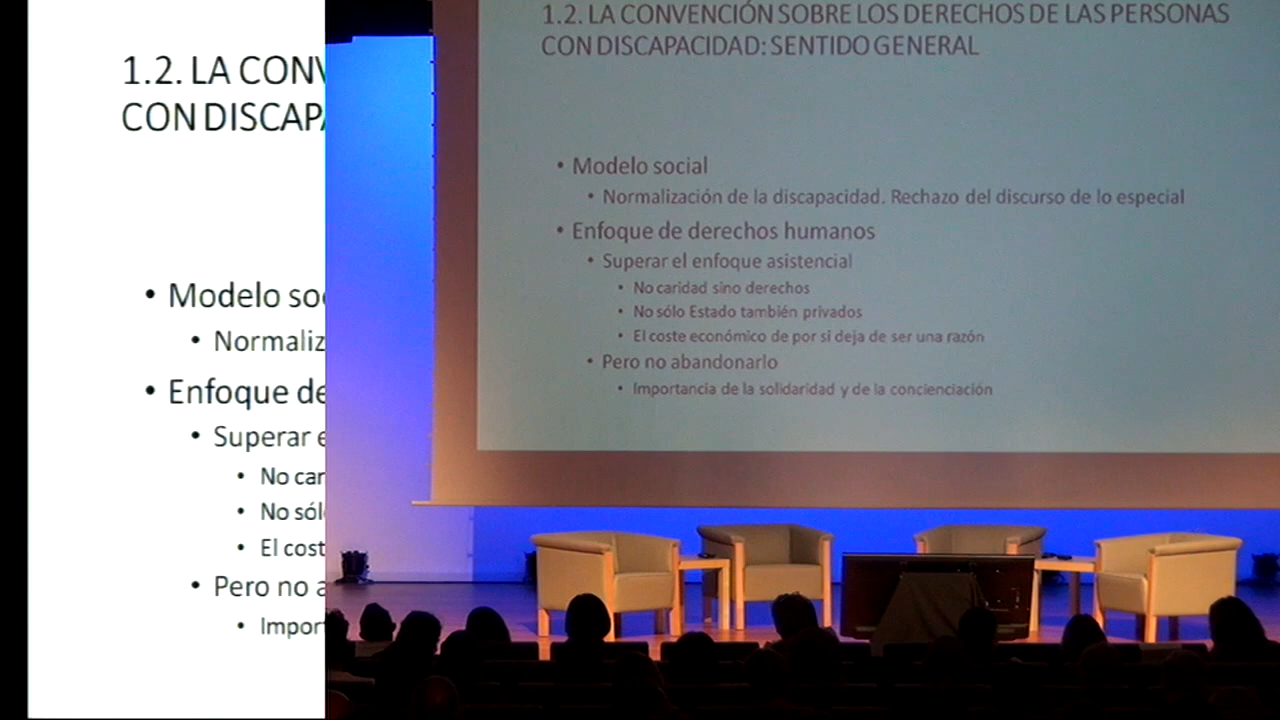 1.2. LA CONV
CON DISCAPA
• Modelo so
• Normaliz
• Enfoque de
• Superar e
• No car
• No sól
• El cost
• Pero no a
• Impor
1.2. LA CONVENCIÓN SOBRE LOS DERECHOS DE LAS PERSONAS
CON DISCAPACIDAD: SENTIDO GENERAL
• Modelo social
• Normalización de la discapacidad. Rechazo del discurso de lo especial
• Enfoque de derechos humanos
• Superar el enfoque asistencial
• No caridad sino derechos
• No sólo Estado también privados
• El coste económico de por si deja de ser una razón
• Pero no abandonarlo
• Importancia de la solidaridad y de la concienciación